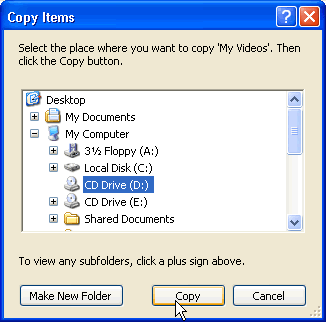 Copy Items
Select the place where you want to copy 'My Videos'. Then
click the Copy button.
Desktop
My Documents
My Computer
3½ Floppy (A:)
Local Disk (C:)
CD Drive (D:)
CD Drive (E:)
Shared Documents
To view any subfolders, click a plus sign above.
Make New Folder Copy Cancel